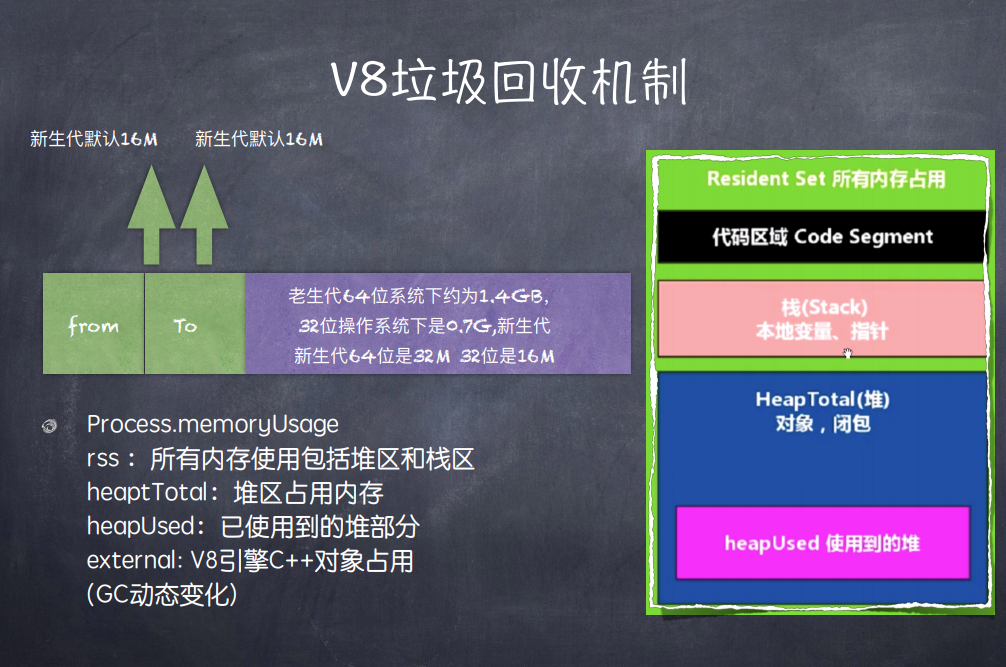 V8垃圾回收机制
新生代默认16M
新生代默认16M
from
To
老生代64位系统下约为1.4GB,
32位操作系统下是0.7G,新生代
新生代64位是32M 32位是16M
Process.memoryUsage
rss：所有内存使用包括堆区和栈区
heaptTotal：堆区占用内存
heapUsed：已使用到的堆部分
external: V8引擎C++对象占用
(GC动态变化)
Resident Set 所有内存占用
代码区域 Code Segment
栈(Stack)
本地变量、指针
HeapTotal(堆)
对象，闭包
heapUsed 使用到的堆